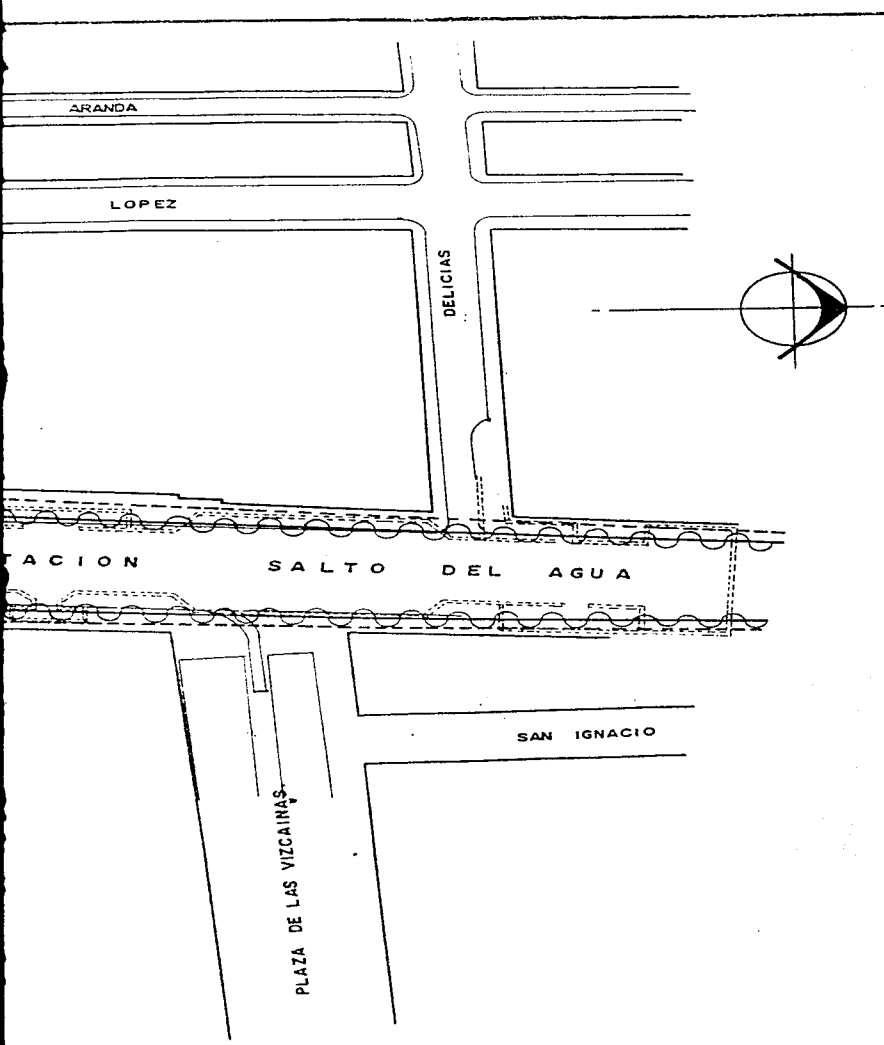 ARANDA
LOPEZ
DELICIAS
TACION SALTO DEL AGUA
SAN IGNACIO
PLAZA DE LAS VIZCAINAS.